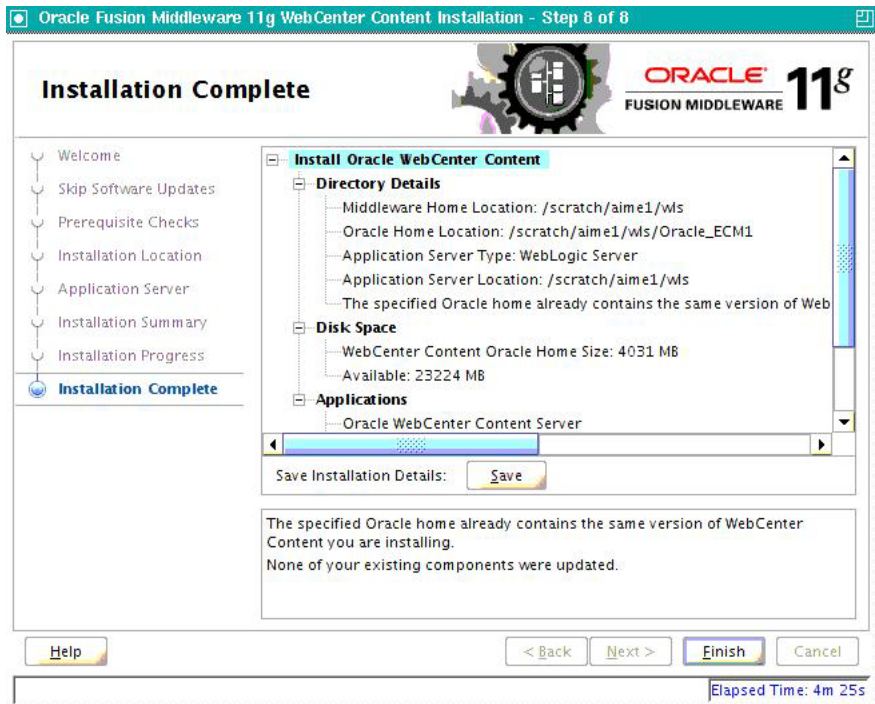 Oracle Fusion Middleware 11g WebCenter Content Installation - Step 8 of 8
Installation Complete
ORACLE
FUSION MIDDLEWARE
11g
Welcome
Skip Software Updates
Prerequisite Checks
Installation Location
Application Server
Installation Summary
Installation Progress
Installation Complete
Install Oracle WebCenter Content
Directory Details
Middleware Home Location: /scratch/aime1/wls
Oracle Home Location: /scratch/aime1/wls/Oracle_ECM1
Application Server Type: WebLogic Server
Application Server Location: /scratch/aime1/wls
The specified Oracle home already contains the same version of Web
Disk Space
WebCenter Content Oracle Home Size: 4031 MB
Available: 23224 MB
Applications
Oracle WebCenter Content Server
Save Installation Details:
Save
The specified Oracle home already contains the same version of WebCenter
Content you are installing.
None of your existing components were updated.
Help
< Back
Next >
Finish
Cancel
Elapsed Time: 4m 25s